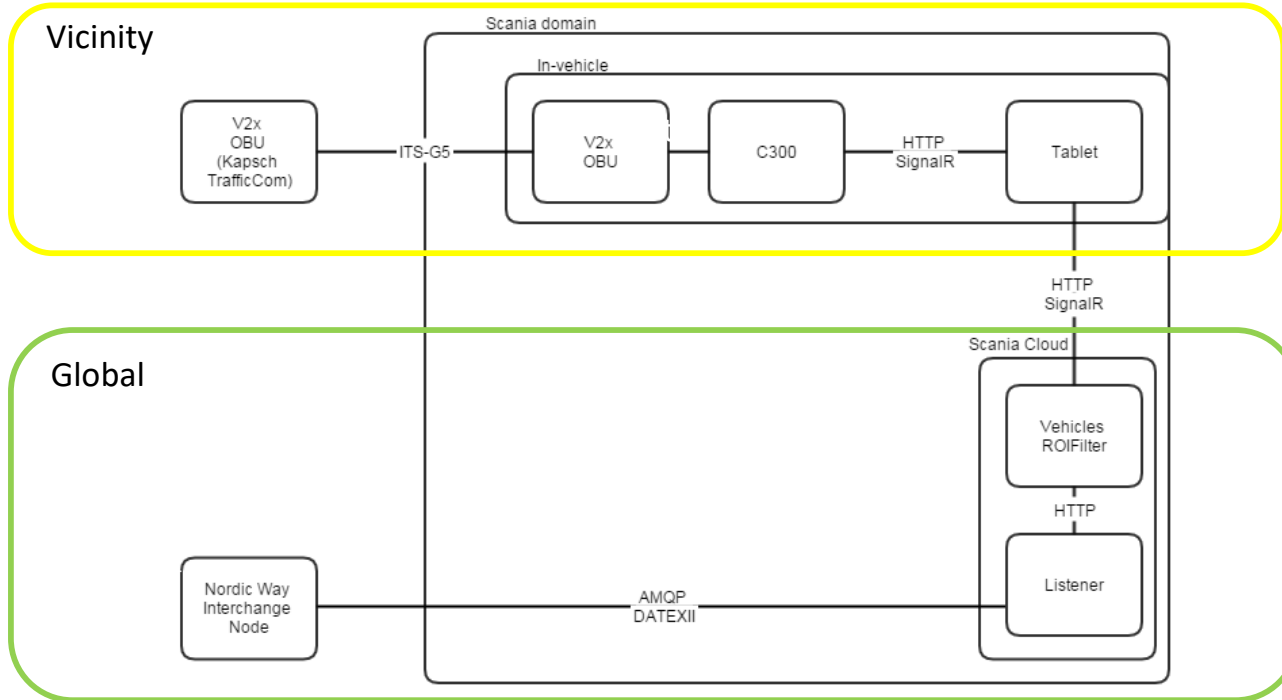 Scania domain
Vicinity
In-vehicle
V2x
OBU
(Kapsch
TrafficCom)
ITS-G5
V2x
OBU
C300
HTTP
SignalR
Tablet
HTTP
SignalR
Scania Cloud
Global
Vehicles
ROIFilter
HTTP
Listener
Nordic Way
Interchange
Node
AMQP
DATEXII